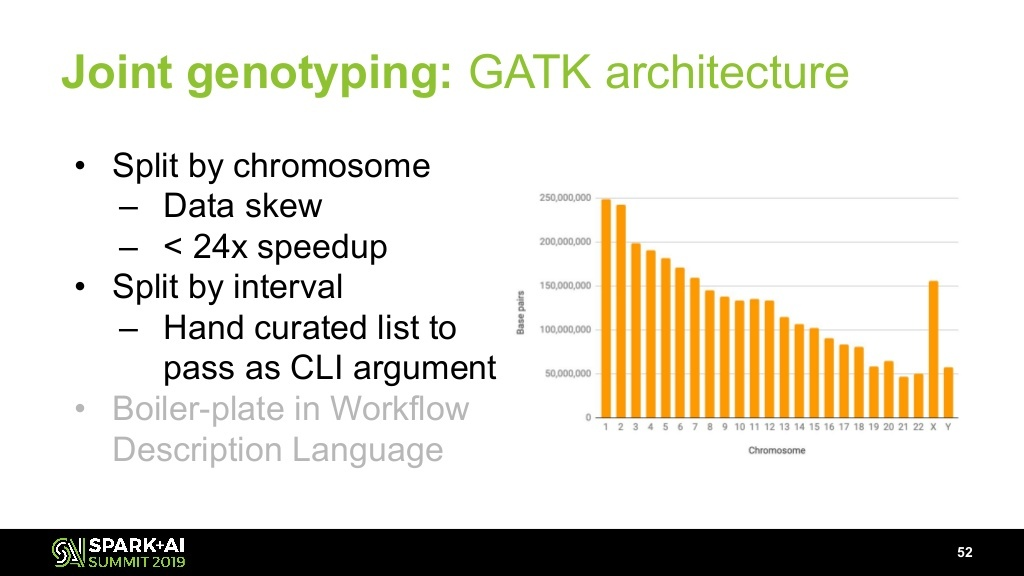 Joint genotyping: GATK architecture
• Split by chromosome
– Data skew
– < 24x speedup
• Split by interval
– Hand curated list to
pass as CLI argument
• Boiler-plate in Workflow
Description Language
250,000,000
200,000,000
150,000,000
100,000,000
50,000,000
0
Base pairs
1 2 3 4 5 6 7 8 9 10 11 12 13 14 15 16 17 18 19 20 21 22 X Y
Chromosome
SPARK+AI
SUMMIT 2019
52